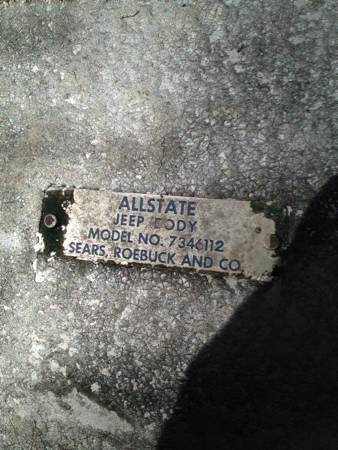 ALLSTATE
JEEP BODY
MODEL NO. 7346112
SEARS, ROEBUCK AND CO.